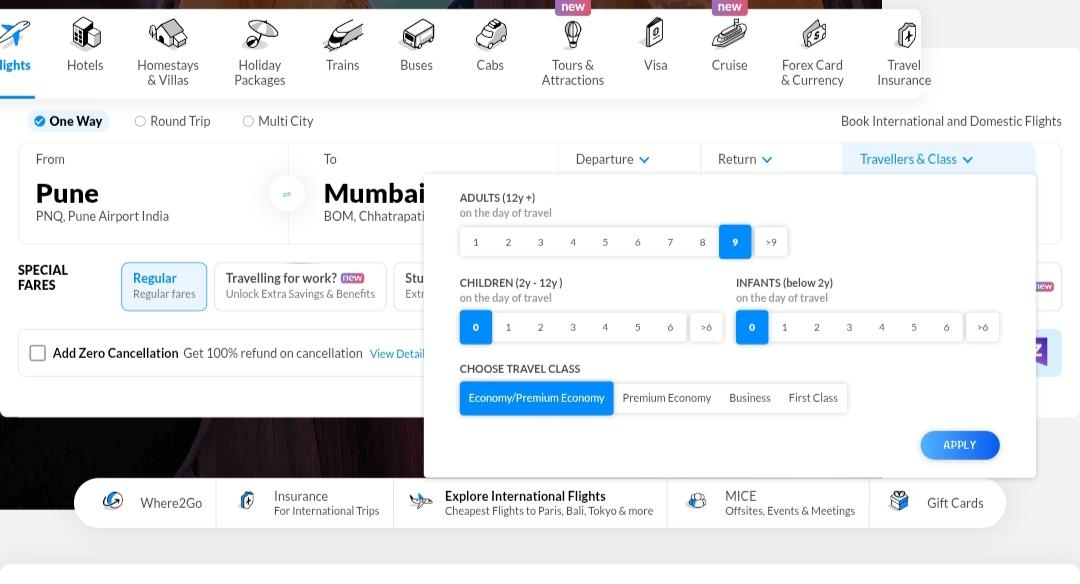 new
new
lights
Hotels
Homestays
& Villas
Holiday
Packages
Trains
Buses
Cabs
Tours &
Attractions
Visa
Cruise
Forex Card
& Currency
Travel
Insurance
One Way
Round Trip
Multi City
Book International and Domestic Flights
From
To
Departure
Return
Travellers & Class
Pune
Mumbai
PNQ, Pune Airport India
BOM, Chhatrapati
ADULTS (12y +)
on the day of travel
1 2 3 4 5 6 7 8 9 >9
CHILDREN (2y - 12y )
on the day of travel
0 1 2 3 4 5 6 >6
INFANTS (below 2y)
on the day of travel
0 1 2 3 4 5 6 >6
CHOOSE TRAVEL CLASS
Economy/Premium Economy Premium Economy Business First Class
APPLY
SPECIAL
FARES
Regular
Regular fares
Travelling for work? new
Unlock Extra Savings & Benefits
Stu
Extr
new
Add Zero Cancellation Get 100% refund on cancellation View Detail
Z
Where2Go
Insurance
For International Trips
Explore International Flights
Cheapest Flights to Paris, Bali, Tokyo & more
MICE
Offsites, Events & Meetings
Gift Cards